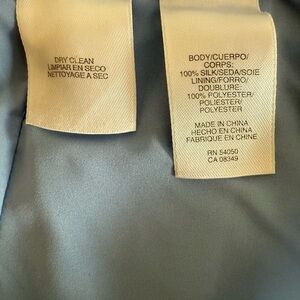 DRY CLEAN
LIMPIAR EN SECO
NETTOYAGE A SEC
BODY/CUERPO/
CORPS:
100% SILK/SEDA/SOIE
LINING/FORRO/
DOUBLURE:
100% POLYESTER/
POLIESTER/
POLYESTER
MADE IN CHINA
HECHO EN CHINA
FABRIQUE EN CHINE
RN 54050
CA 08349